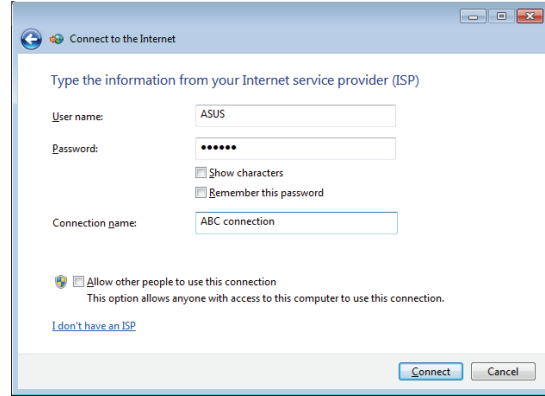 Connect to the Internet
Type the information from your Internet service provider (ISP)
User name: ASUS
Password: ••••••
Show characters
Remember this password
Connection name: ABC connection
Allow other people to use this connection
This option allows anyone with access to this computer to use this connection.
I don't have an ISP
Connect Cancel